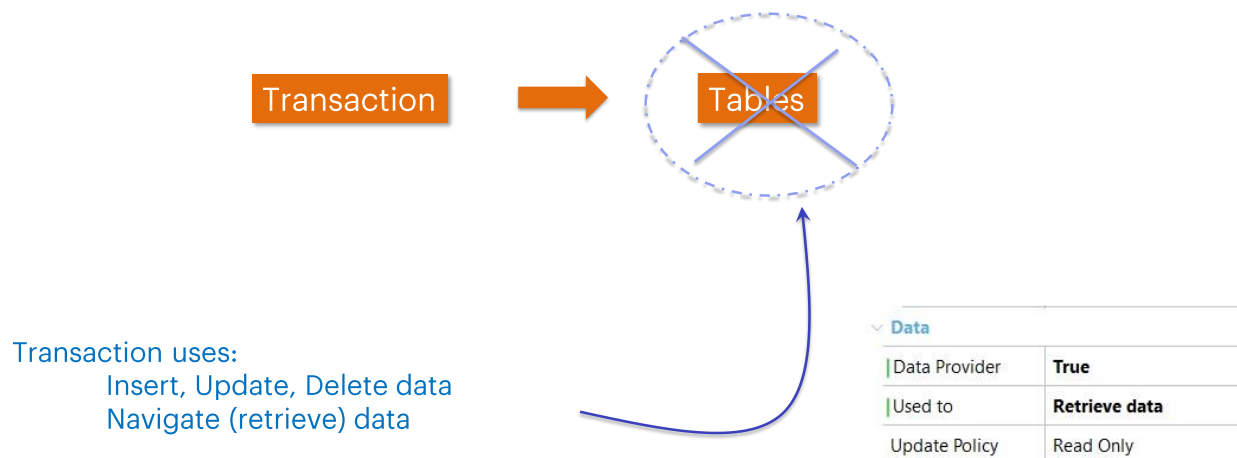 Transaction
Tables
Transaction uses:
Insert, Update, Delete data
Navigate (retrieve) data
Data
Data Provider True
Used to Retrieve data
Update Policy Read Only